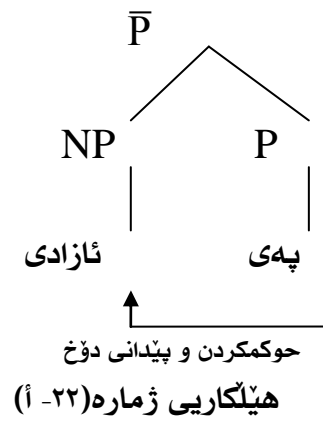 P̅
NP P
پەی ئازادی
حوکمکردن و پێدانی دۆخ
هێڵکاریی ژمارە(٢٢- أ)